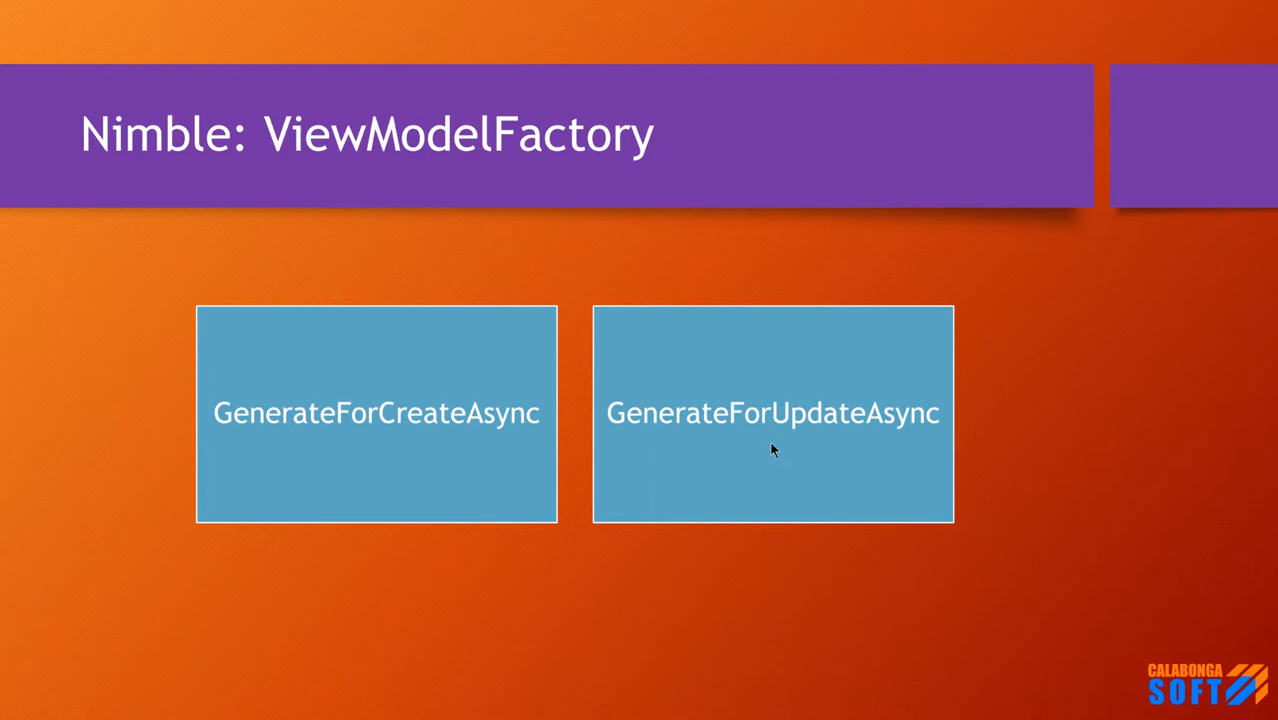 Nimble: ViewModelFactory
GenerateForCreateAsync
GenerateForUpdateAsync
CALABONGA
SOFT